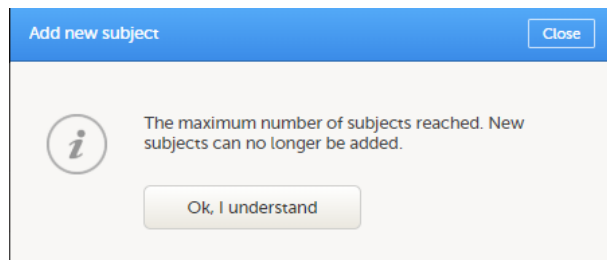 Add new subject
Close
The maximum number of subjects reached. New
subjects can no longer be added.
Ok, I understand